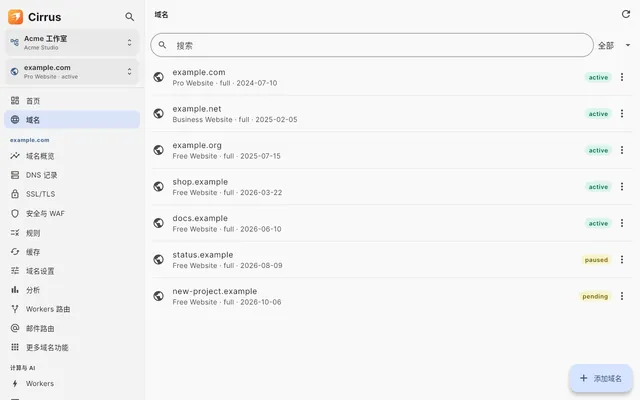 Cirrus
Acme 工作室
Acme Studio
example.com
Pro Website · active
首页
域名
example.com
域名概览
DNS 记录
SSL/TLS
安全与 WAF
规则
缓存
域名设置
分析
Workers 路由
邮件路由
更多域名功能
计算与 AI
Workers
域名
搜索
全部
example.com
Pro Website · full · 2024-07-10
active
example.net
Business Website · full · 2025-02-05
active
example.org
Free Website · full · 2025-07-15
active
shop.example
Free Website · full · 2026-03-22
active
docs.example
Free Website · full · 2026-06-10
active
status.example
Free Website · full · 2026-08-09
paused
new-project.example
Free Website · full · 2026-10-06
pending
添加域名